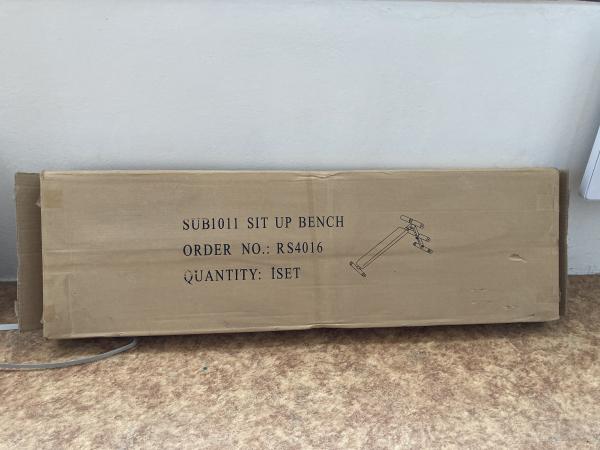 SUB1011 SIT UP BENCH
ORDER NO.: RS4016
QUANTITY: 1SET